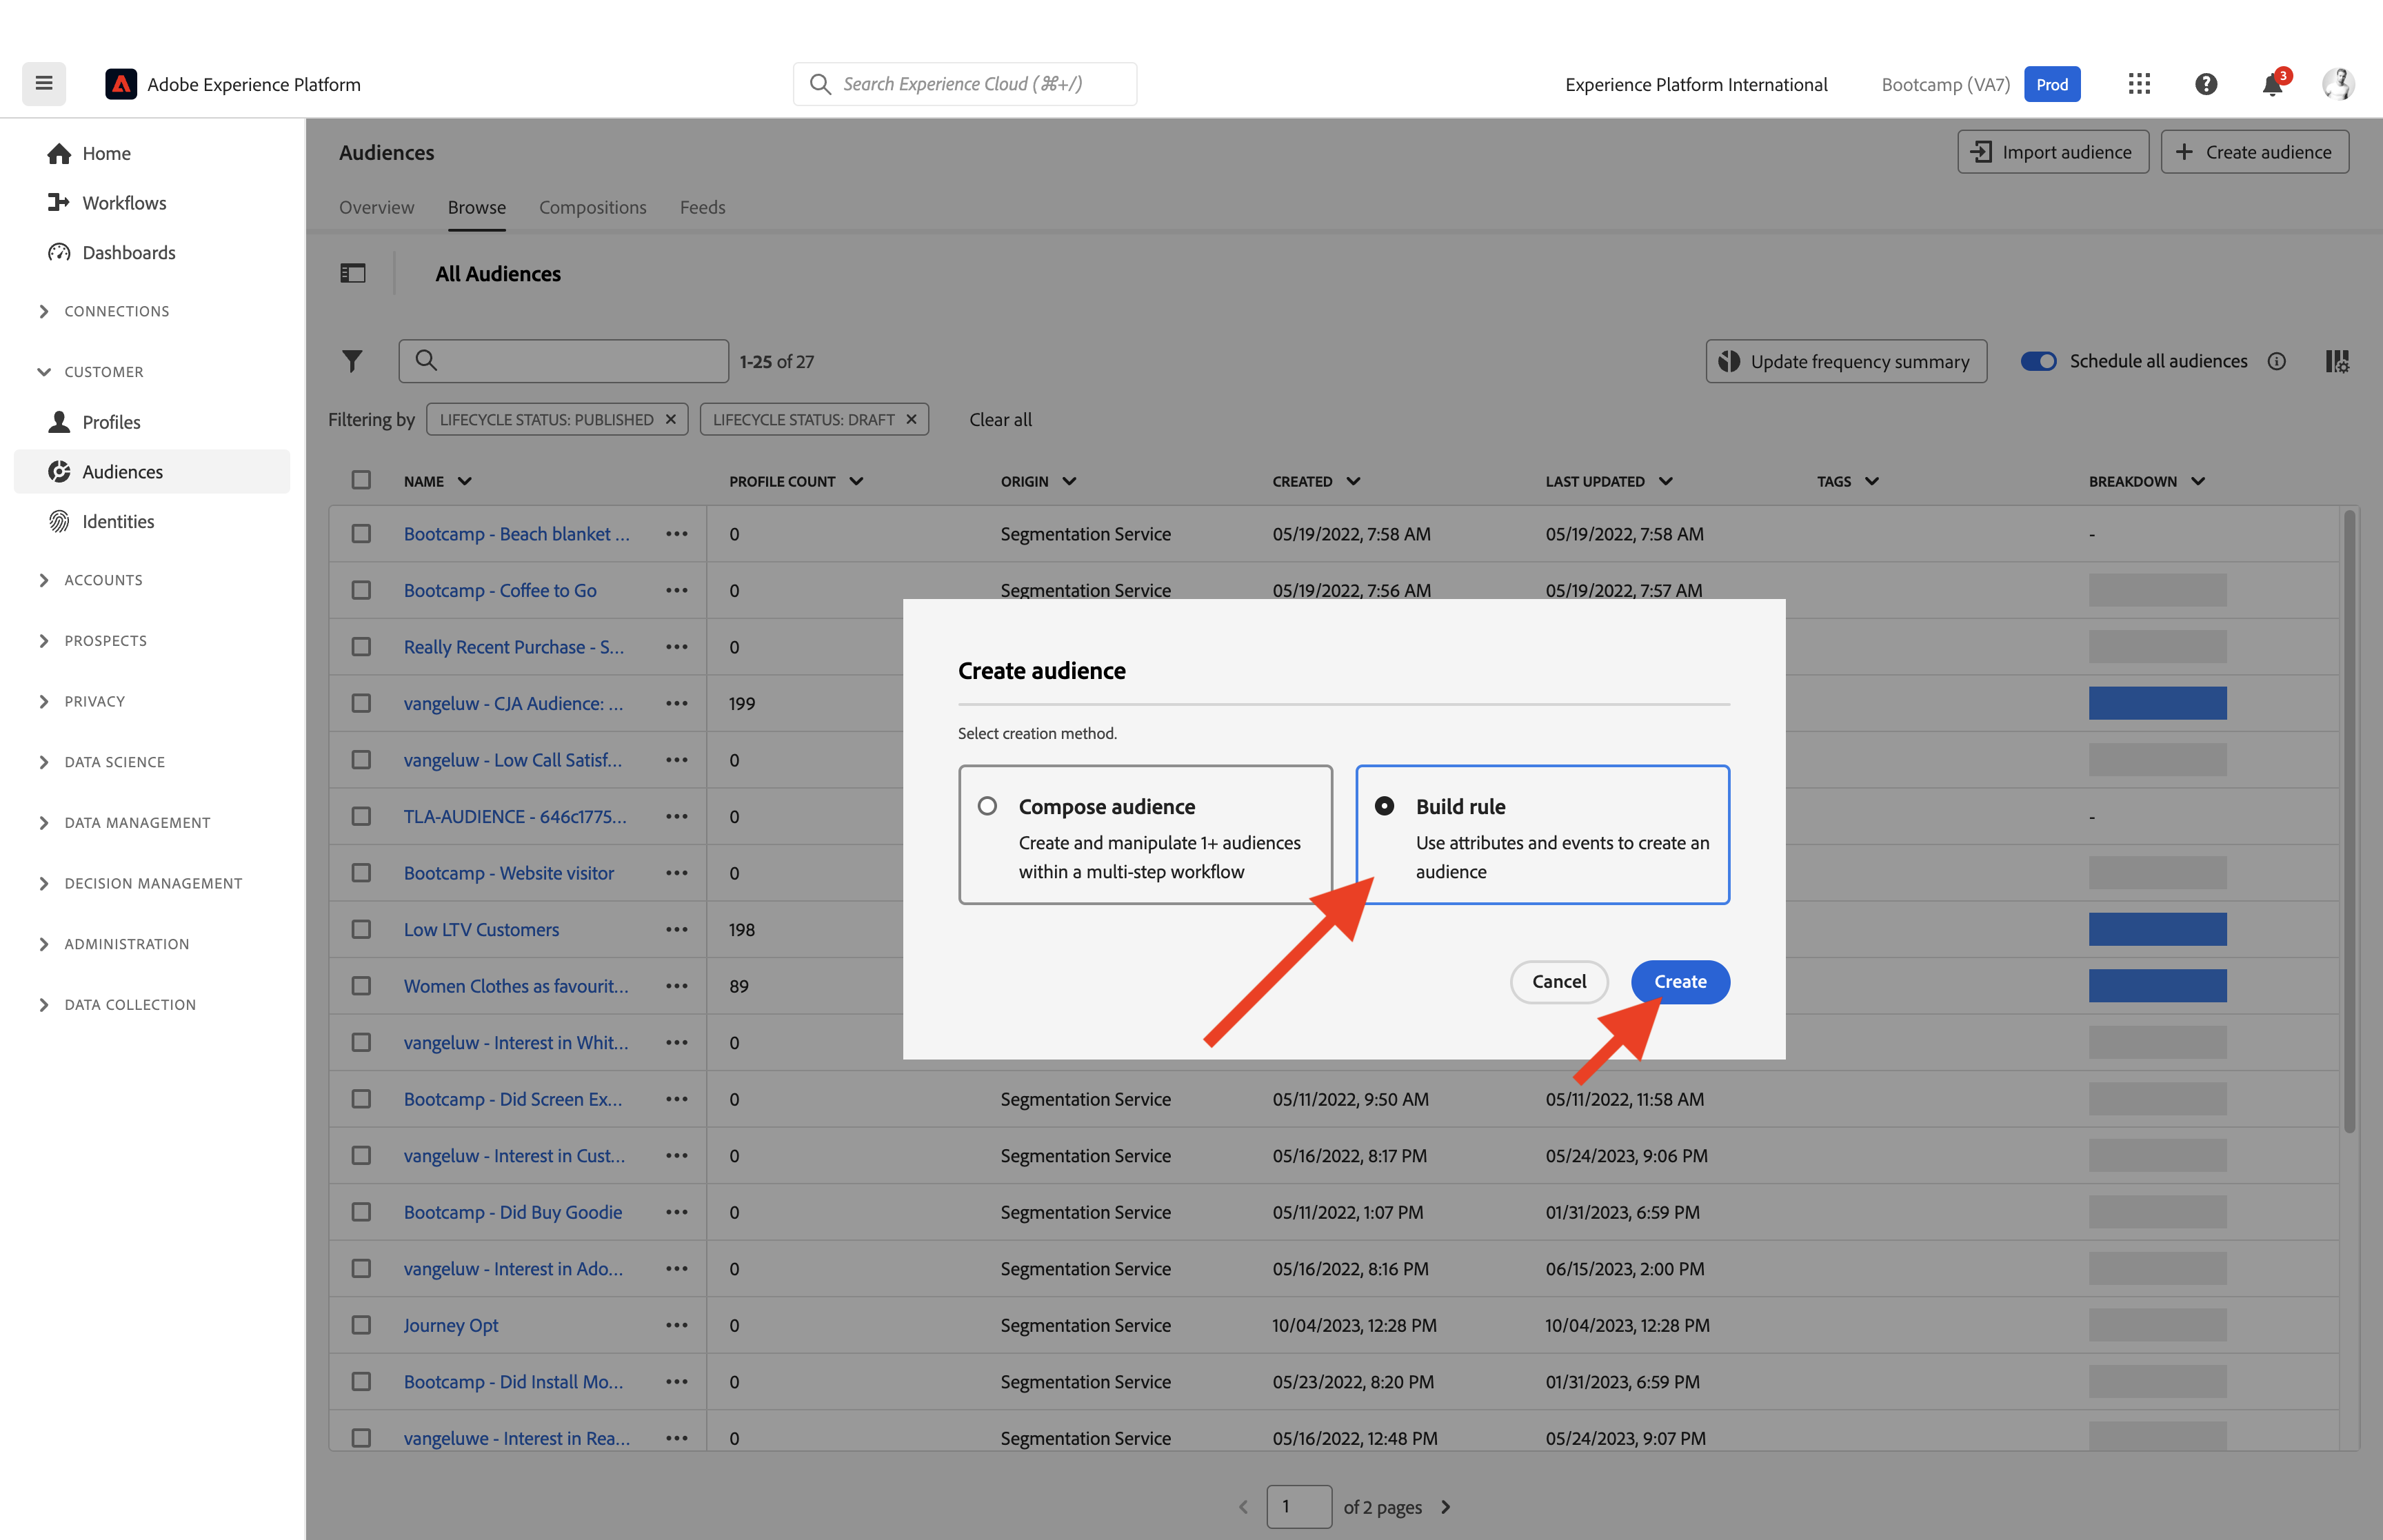 Adobe Experience Platform
Search Experience Cloud (⌘+/)
Experience Platform International
Bootcamp (VA7)
Prod
3
Home
Workflows
Dashboards
CONNECTIONS
CUSTOMER
Profiles
Audiences
Identities
ACCOUNTS
PROSPECTS
PRIVACY
DATA SCIENCE
DATA MANAGEMENT
DECISION MANAGEMENT
ADMINISTRATION
DATA COLLECTION
Audiences
Import audience
Create audience
Overview Browse Compositions Feeds
All Audiences
1-25 of 27
Update frequency summary
Schedule all audiences
Filtering by LIFECYCLE STATUS: PUBLISHED LIFECYCLE STATUS: DRAFT Clear all
NAME PROFILE COUNT ORIGIN CREATED LAST UPDATED TAGS BREAKDOWN
Bootcamp - Beach blanket ... 0 Segmentation Service 05/19/2022, 7:58 AM 05/19/2022, 7:58 AM -
Bootcamp - Coffee to Go 0 Segmentation Service 05/19/2022, 7:56 AM 05/19/2022, 7:57 AM
Really Recent Purchase - S... 0
vangeluw - CJA Audience: ... 199
vangeluw - Low Call Satisf... 0
TLA-AUDIENCE - 646c1775... 0 -
Bootcamp - Website visitor 0
Low LTV Customers 198
Women Clothes as favourit... 89
vangeluw - Interest in Whit... 0
Bootcamp - Did Screen Ex... 0 Segmentation Service 05/11/2022, 9:50 AM 05/11/2022, 11:58 AM
vangeluw - Interest in Cust... 0 Segmentation Service 05/16/2022, 8:17 PM 05/24/2023, 9:06 PM
Bootcamp - Did Buy Goodie 0 Segmentation Service 05/11/2022, 1:07 PM 01/31/2023, 6:59 PM
vangeluw - Interest in Ado... 0 Segmentation Service 05/16/2022, 8:16 PM 06/15/2023, 2:00 PM
Journey Opt 0 Segmentation Service 10/04/2023, 12:28 PM 10/04/2023, 12:28 PM
Bootcamp - Did Install Mo... 0 Segmentation Service 05/23/2022, 8:20 PM 01/31/2023, 6:59 PM
vangeluwe - Interest in Rea... 0 Segmentation Service 05/16/2022, 12:48 PM 05/24/2023, 9:07 PM
1 of 2 pages
Create audience
Select creation method.
Compose audience
Create and manipulate 1+ audiences
within a multi-step workflow
Build rule
Use attributes and events to create an
audience
Cancel
Create